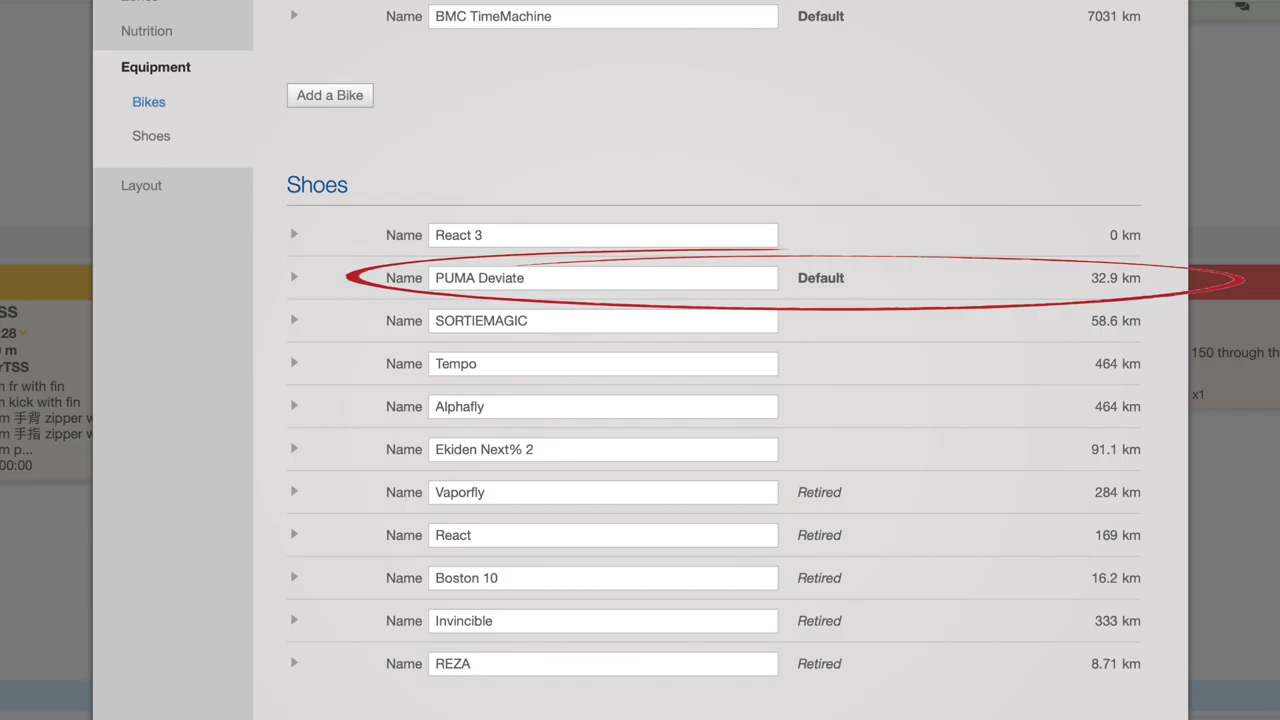 Nutrition
Equipment
Bikes
Shoes
Layout
Name BMC TimeMachine Default 7031 km
Add a Bike
Shoes
Name React 3 0 km
Name PUMA Deviate Default 32.9 km
Name SORTIEMAGIC 58.6 km
Name Tempo 464 km
Name Alphafly 464 km
Name Ekiden Next% 2 91.1 km
Name Vaporfly Retired 284 km
Name React Retired 169 km
Name Boston 10 Retired 16.2 km
Name Invincible Retired 333 km
Name REZA Retired 8.71 km
SS
:28
m
rTSS
m fr with fin
m kick with fin
m 手背 zipper w
m 手指 zipper w
m p...
00:00
150 through th
x1